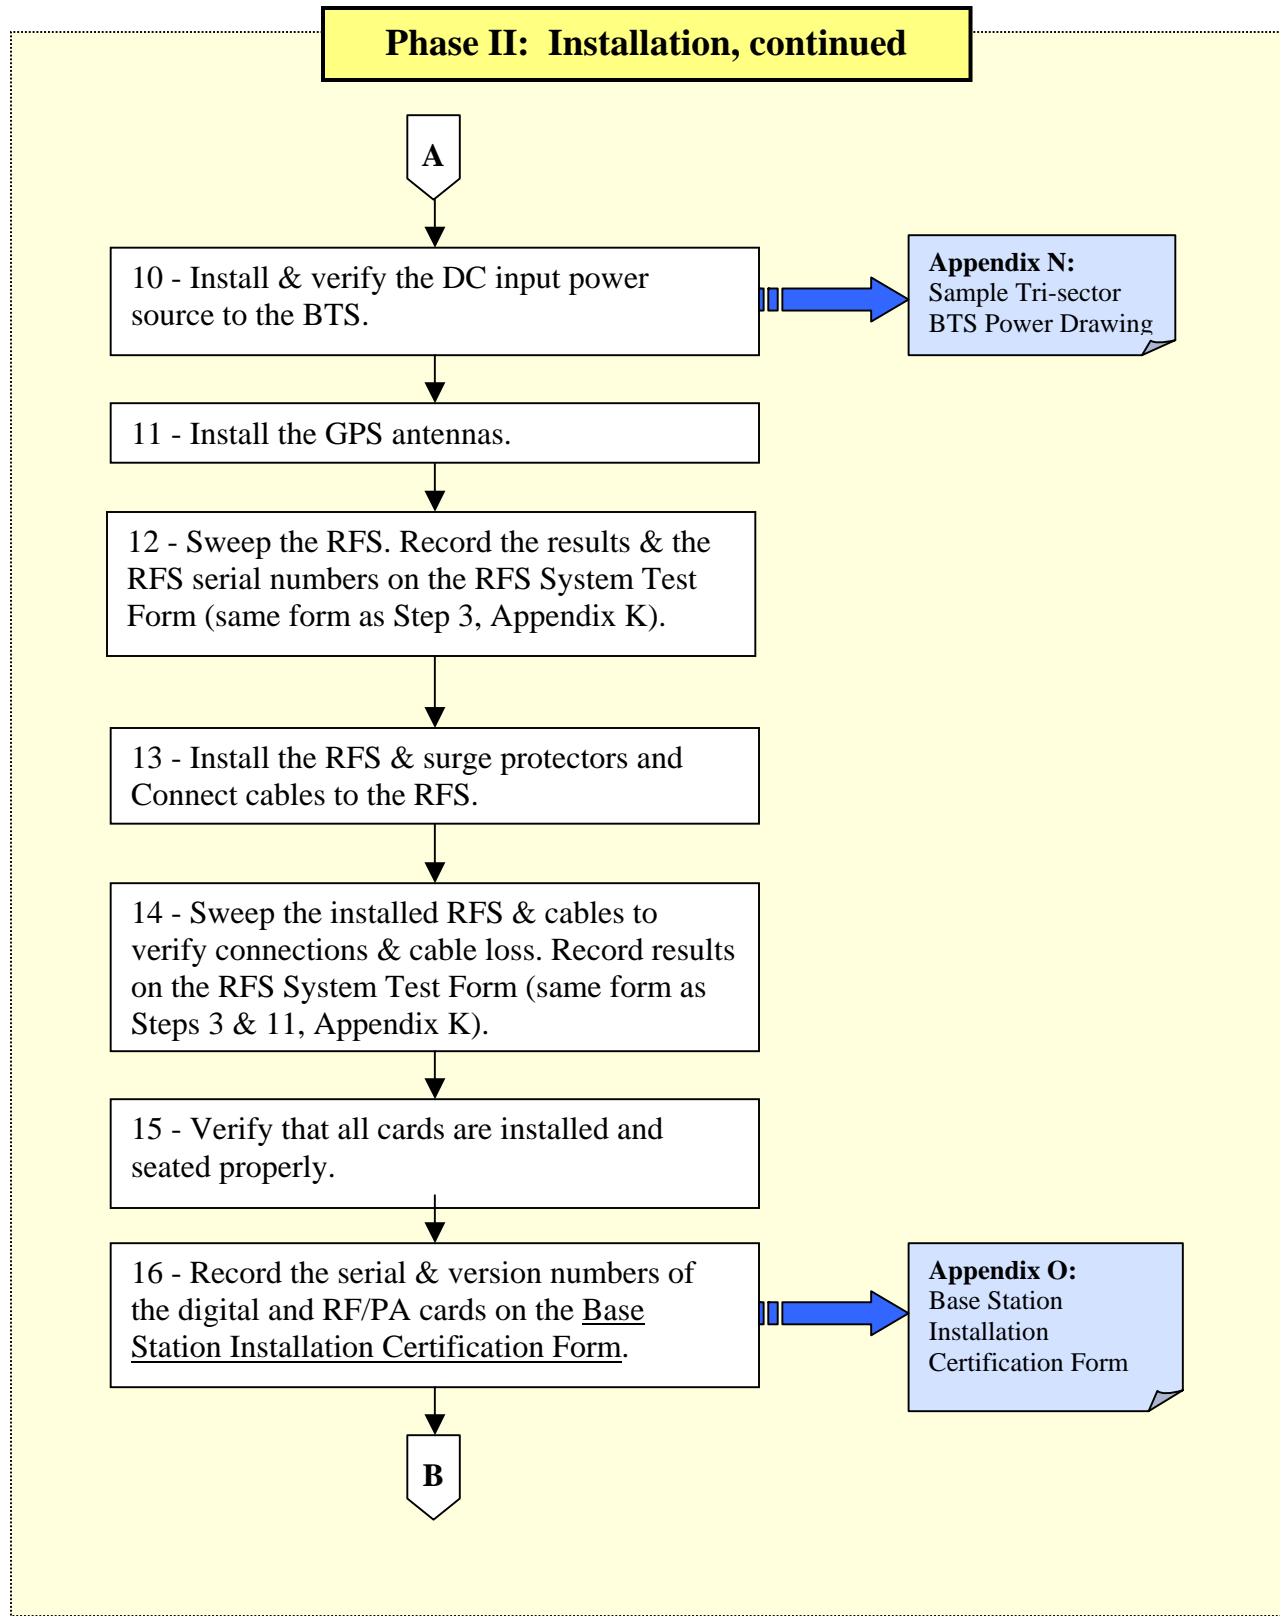 Phase II: Installation, continued
A
10 - Install & verify the DC input power
source to the BTS.
Appendix N:
Sample Tri-sector
BTS Power Drawing
11 - Install the GPS antennas.
12 - Sweep the RFS. Record the results & the
RFS serial numbers on the RFS System Test
Form (same form as Step 3, Appendix K).
13 - Install the RFS & surge protectors and
Connect cables to the RFS.
14 - Sweep the installed RFS & cables to
verify connections & cable loss. Record results
on the RFS System Test Form (same form as
Steps 3 & 11, Appendix K).
15 - Verify that all cards are installed and
seated properly.
16 - Record the serial & version numbers of
the digital and RF/PA cards on the Base
Station Installation Certification Form.
Appendix O:
Base Station
Installation
Certification Form
B